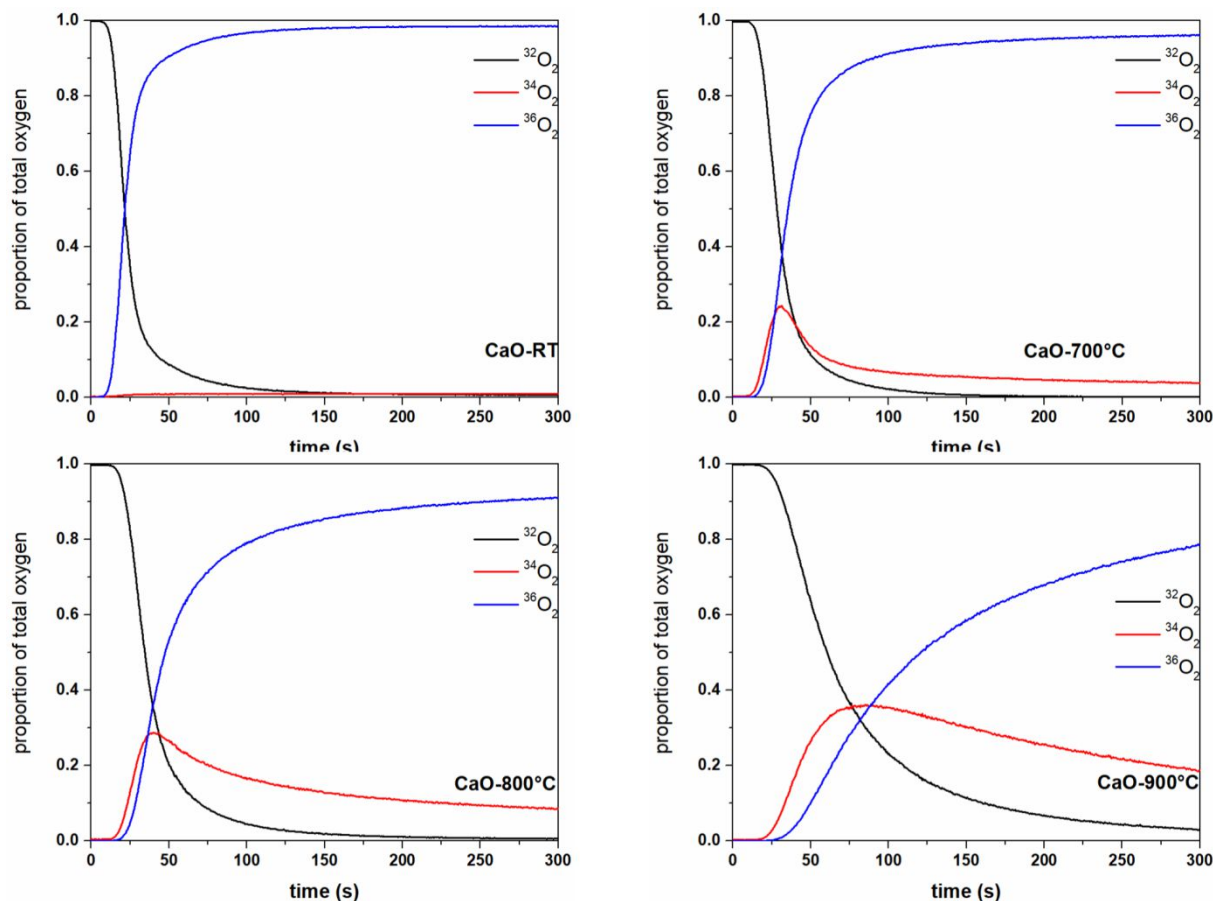 proportion of total oxygen
1.0
0.8
0.6
0.4
0.2
0.0
³²O₂
³⁴O₂
³⁶O₂
CaO-RT
0 50 100 150 200 250 300
time (s)
proportion of total oxygen
1.0
0.8
0.6
0.4
0.2
0.0
³²O₂
³⁴O₂
³⁶O₂
CaO-700°C
0 50 100 150 200 250 300
time (s)
proportion of total oxygen
1.0
0.8
0.6
0.4
0.2
0.0
³²O₂
³⁴O₂
³⁶O₂
CaO-800°C
0 50 100 150 200 250 300
time (s)
proportion of total oxygen
1.0
0.8
0.6
0.4
0.2
0.0
³²O₂
³⁴O₂
³⁶O₂
CaO-900°C
0 50 100 150 200 250 300
time (s)